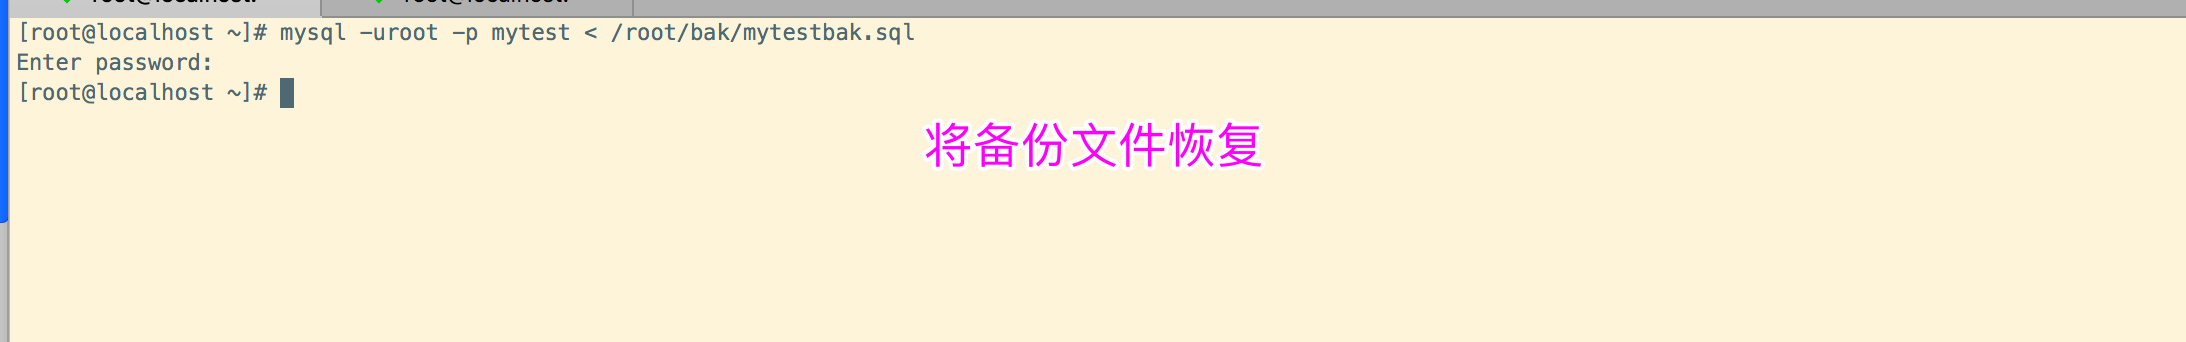 [root@localhost ~]# mysql -uroot -p mytest < /root/bak/mytestbak.sql
Enter password:
[root@localhost ~]#
将备份文件恢复